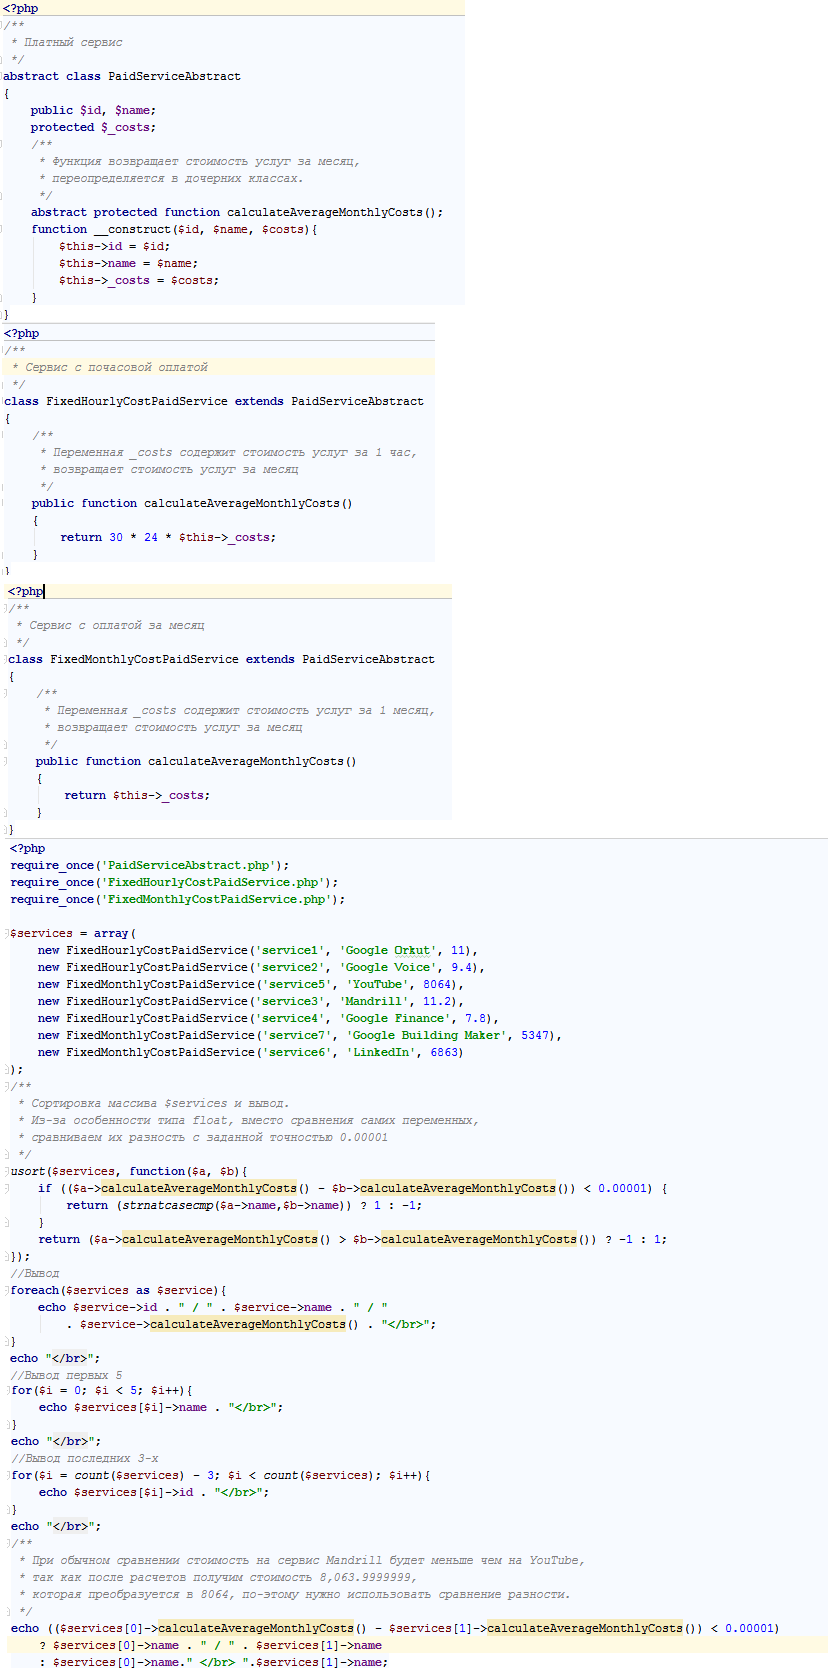 <?php
/**
 * Платный сервис
 */
abstract class PaidServiceAbstract
{
    public $id, $name;
    protected $_costs;
    /**
     * Функция возвращает стоимость услуг за месяц,
     * переопределяется в дочерних классах.
     */
    abstract protected function calculateAverageMonthlyCosts();
    function __construct($id, $name, $costs){
        $this->id = $id;
        $this->name = $name;
        $this->_costs = $costs;
    }
}
<?php
/**
 * Сервис с почасовой оплатой
 */
class FixedHourlyCostPaidService extends PaidServiceAbstract
{
    /**
     * Переменная _costs содержит стоимость услуг за 1 час,
     * возвращает стоимость услуг за месяц
     */
    public function calculateAverageMonthlyCosts()
    {
        return 30 * 24 * $this->_costs;
    }
}
<?php
/**
 * Сервис с оплатой за месяц
 */
class FixedMonthlyCostPaidService extends PaidServiceAbstract
{
    /**
     * Переменная _costs содержит стоимость услуг за 1 месяц,
     * возвращает стоимость услуг за месяц
     */
    public function calculateAverageMonthlyCosts()
    {
        return $this->_costs;
    }
}
<?php
require_once('PaidServiceAbstract.php');
require_once('FixedHourlyCostPaidService.php');
require_once('FixedMonthlyCostPaidService.php');

$services = array(
    new FixedHourlyCostPaidService('service1', 'Google Orkut', 11),
    new FixedHourlyCostPaidService('service2', 'Google Voice', 9.4),
    new FixedMonthlyCostPaidService('service5', 'YouTube', 8064),
    new FixedHourlyCostPaidService('service3', 'Mandrill', 11.2),
    new FixedHourlyCostPaidService('service4', 'Google Finance', 7.8),
    new FixedMonthlyCostPaidService('service7', 'Google Building Maker', 5347),
    new FixedMonthlyCostPaidService('service6', 'LinkedIn', 6863)
);
/**
 * Сортировка массива $services и вывод.
 * Из-за особенности типа float, вместо сравнения самих переменных,
 * сравниваем их разность с заданной точностью 0.00001
 */
usort($services, function($a, $b){
    if (($a->calculateAverageMonthlyCosts() - $b->calculateAverageMonthlyCosts()) < 0.00001) {
        return (strnatcasecmp($a->name,$b->name)) ? 1 : -1;
    }
    return ($a->calculateAverageMonthlyCosts() > $b->calculateAverageMonthlyCosts()) ? -1 : 1;
});
//Вывод
foreach($services as $service){
    echo $service->id . " / " . $service->name . " / "
        . $service->calculateAverageMonthlyCosts() . "</br>";
}
echo "</br>";
//Вывод первых 5
for($i = 0; $i < 5; $i++){
    echo $services[$i]->name . "</br>";
}
echo "</br>";
//Вывод последних 3-х
for($i = count($services) - 3; $i < count($services); $i++){
    echo $services[$i]->id . "</br>";
}
echo "</br>";
/**
 * При обычном сравнении стоимость на сервис Mandrill будет меньше чем на YouTube,
 * так как после расчетов получим стоимость 8,063.9999999,
 * которая преобразуется в 8064, по-этому нужно использовать сравнение разности.
 */
echo (($services[0]->calculateAverageMonthlyCosts() - $services[1]->calculateAverageMonthlyCosts()) < 0.00001)
    ? $services[0]->name . " / " . $services[1]->name
    : $services[0]->name." </br> ".$services[1]->name;